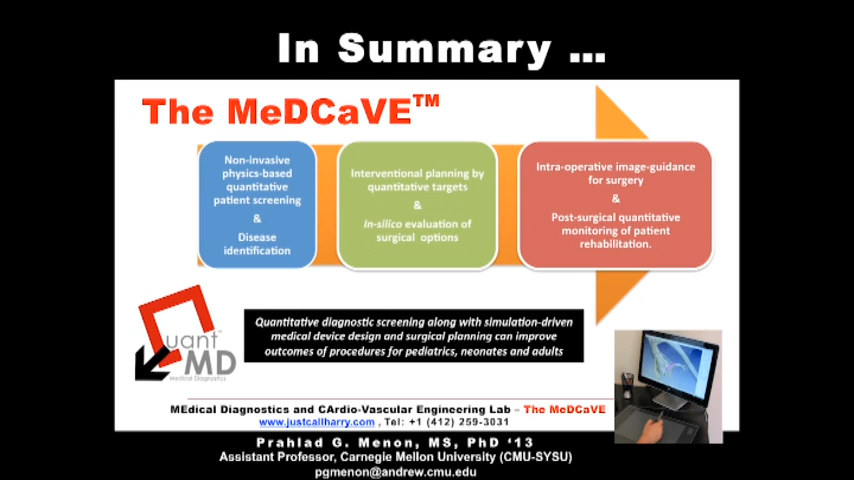 In Summary ...
The MeDCaVE™
Non-invasive
physics-based
quantitative
patient screening
&
Disease
identification
Interventional planning by
quantitative targets
&
In-silico evaluation of
surgical options
Intra-operative image-guidance
for surgery
&
Post-surgical quantitative
monitoring of patient
rehabilitation.
Quant™
MD
Medical Diagnostics
Quantitative diagnostic screening along with simulation-driven
medical device design and surgical planning can improve
outcomes of procedures for pediatrics, neonates and adults
MEdical Diagnostics and CArdio-Vascular Engineering Lab – The MeDCaVE
www.justcallharry.com , Tel: +1 (412) 259-3031
Prahlad G. Menon, MS, PhD ‘13
Assistant Professor, Carnegie Mellon University (CMU-SYSU)
pgmenon@andrew.cmu.edu